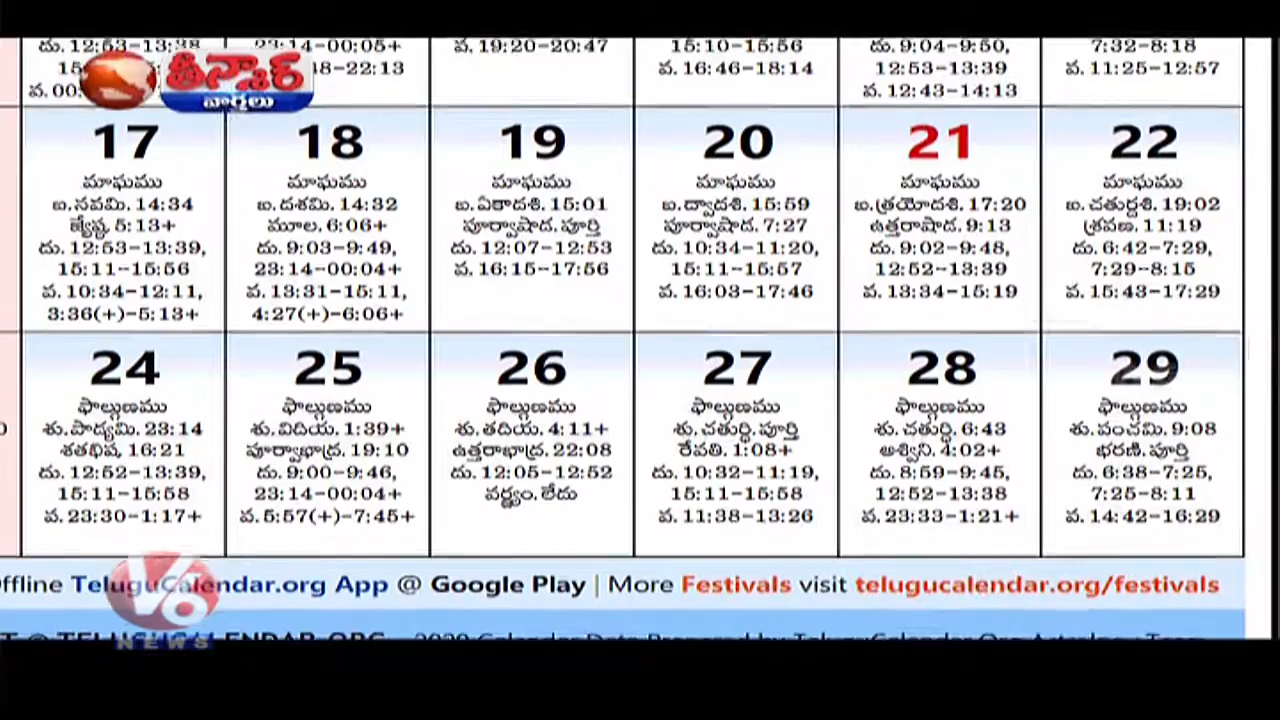 దు. 12:53-13:38
23:14-00:05+
ప. 19:20-20:47
15:10-15:56
దు. 9:04-9:50,
7:32-8:18
ప. 16:46-18:14
12:53-13:39
ప. 11:25-12:57
ప. 12:43-14:13
తీన్మార్
వార్తలు
17
మాఘము
బ.నవమి. 14:34
జ్యేష్ఠ 5:13+
దు. 12:53-13:39,
15:11-15:56
వ. 10:34-12:11,
3:36(+)-5:13+
18
మాఘము
బ.దశమి. 14:32
మూల. 6:06+
దు. 9:03-9:49,
23:14-00:04+
వ. 13:31-15:11,
4:27(+)-6:06+
19
మాఘము
బ.ఏకాదశి. 15:01
పూర్వాషాడ. పూర్తి
దు. 12:07-12:53
వ. 16:15-17:56
20
మాఘము
బ.ద్వాదశి. 15:59
పూర్వాషాడ. 7:27
దు. 10:34-11:20,
15:11-15:57
వ. 16:03-17:46
21
మాఘము
బ.త్రయోదశి. 17:20
ఉత్తరాషాడ. 9:13
దు. 9:02-9:48,
12:52-13:39
వ. 13:34-15:19
22
మాఘము
బ.చతుర్దశి. 19:02
శ్రవణ. 11:19
దు. 6:42-7:29,
7:29-8:15
వ. 15:43-17:29
24
ఫాల్గుణము
శు.పాడ్యమి. 23:14
శతభిష. 16:21
దు. 12:52-13:39,
15:11-15:58
వ. 23:30-1:17+
25
ఫాల్గుణము
శు.విదియ. 1:39+
పూర్వాభాద్ర. 19:10
దు. 9:00-9:46,
23:14-00:04+
వ. 5:57(+)-7:45+
26
ఫాల్గుణము
శు.తదియ. 4:11+
ఉత్తరాభాద్ర. 22:08
దు. 12:05-12:52
వర్జ్యం. లేదు
27
ఫాల్గుణము
శు.చతుర్థి. పూర్తి
రేవతి. 1:08+
దు. 10:32-11:19,
15:11-15:58
వ. 11:38-13:26
28
ఫాల్గుణము
శు.చతుర్థి. 6:43
అశ్విని. 4:02+
దు. 8:59-9:45,
12:52-13:38
వ. 23:33-1:21+
29
ఫాల్గుణము
శు.పంచమి. 9:08
భరణి. పూర్తి
దు. 6:38-7:25,
7:25-8:11
వ. 14:42-16:29
Offline TeluguCalendar.org App @ Google Play | More Festivals visit telugucalendar.org/festivals
V6
NEWS